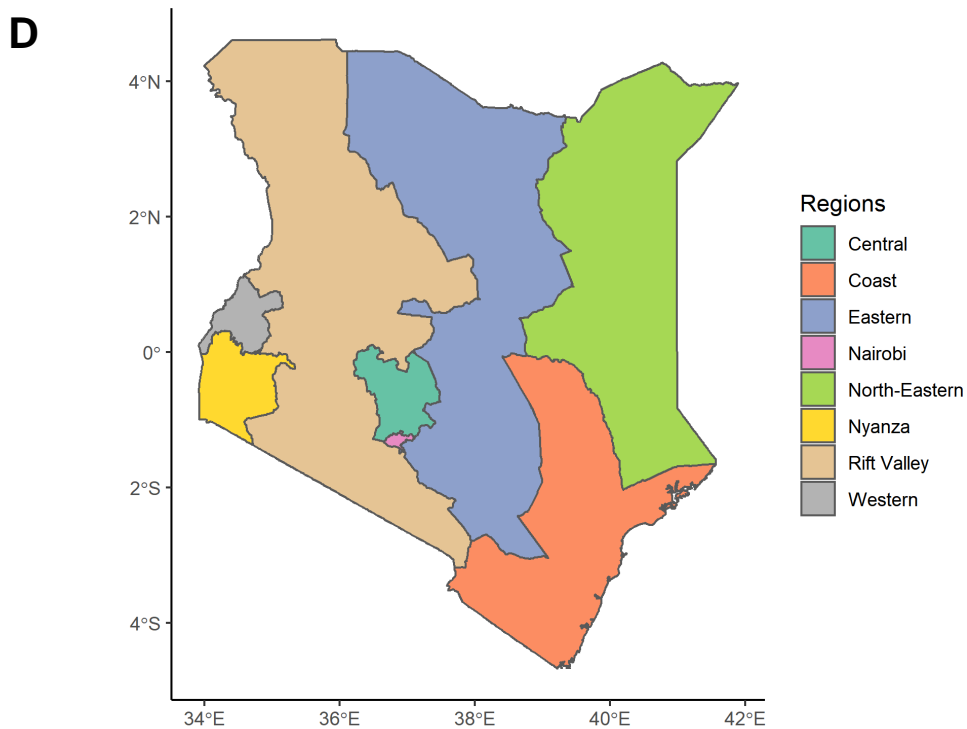 D
4°N
2°N
0°
2°S
4°S
34°E
36°E
38°E
40°E
42°E
Regions
Central
Coast
Eastern
Nairobi
North-Eastern
Nyanza
Rift Valley
Western